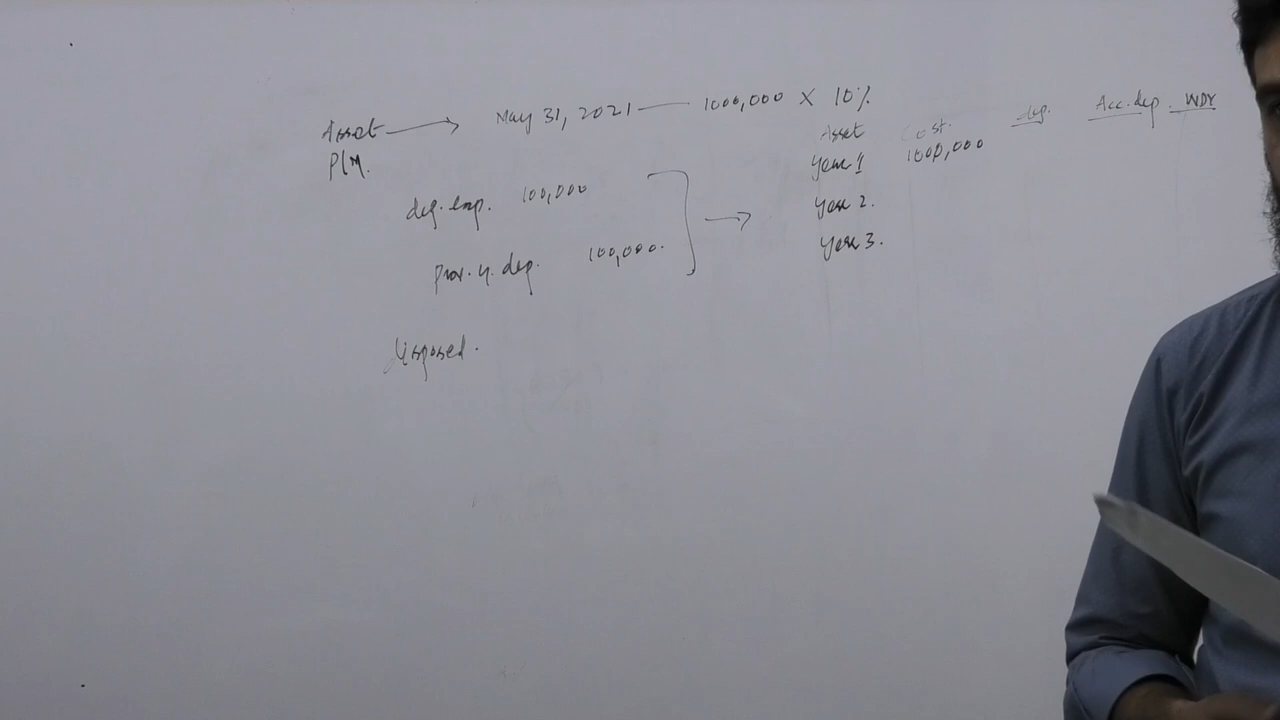 Asset → May 31, 2021 — 1000,000 X 10%
P/M.
dep. exp. 100,000
Prov. of. dep. 100,000.
→
disposed.
Asset Cost. dep. Acc. dep. WDV
Year 1 1000,000
Year 2.
Year 3.